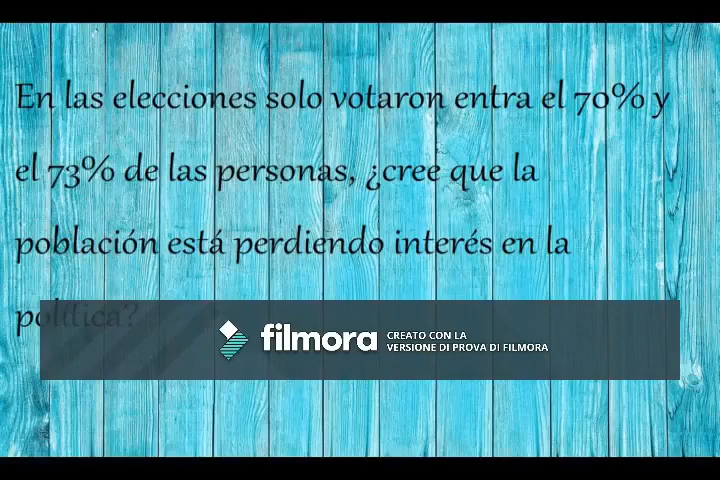 En las elecciones solo votaron entra el 70% y
el 73% de las personas, ¿cree que la
población está perdiendo interés en la
política?
filmora
CREATO CON LA
VERSIONE DI PROVA DI FILMORA